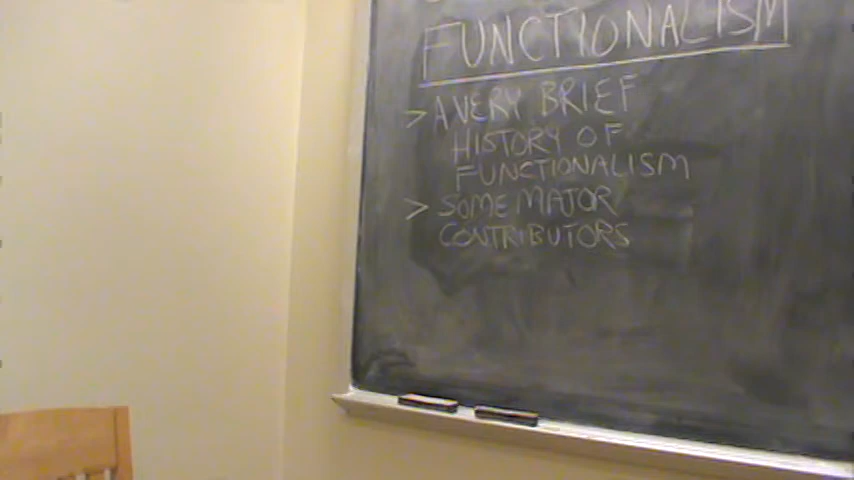 FUNCTIONALISM
> A VERY BRIEF
HISTORY OF
FUNCTIONALISM
> SOME MAJOR
CONTRIBUTORS